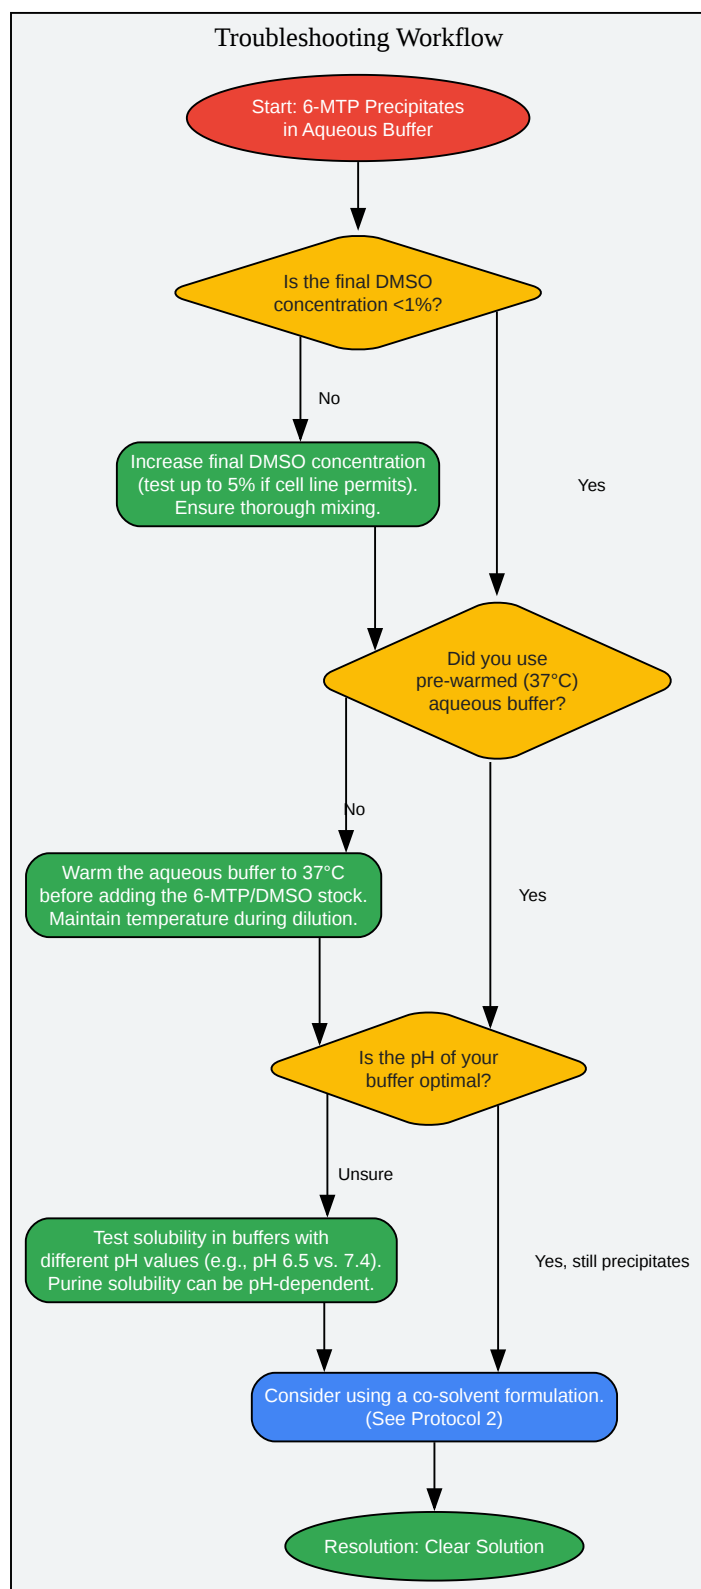 Troubleshooting Workflow
Start: 6-MTP Precipitates
in Aqueous Buffer
Is the final DMSO
concentration <1%?
No
Increase final DMSO concentration
(test up to 5% if cell line permits).
Ensure thorough mixing.
Yes
Did you use
pre-warmed (37°C)
aqueous buffer?
No
Warm the aqueous buffer to 37°C
before adding the 6-MTP/DMSO stock.
Maintain temperature during dilution.
Yes
Is the pH of your
buffer optimal?
Unsure
Test solubility in buffers with
different pH values (e.g., pH 6.5 vs. 7.4).
Purine solubility can be pH-dependent.
Yes, still precipitates
Consider using a co-solvent formulation.
(See Protocol 2)
Resolution: Clear Solution